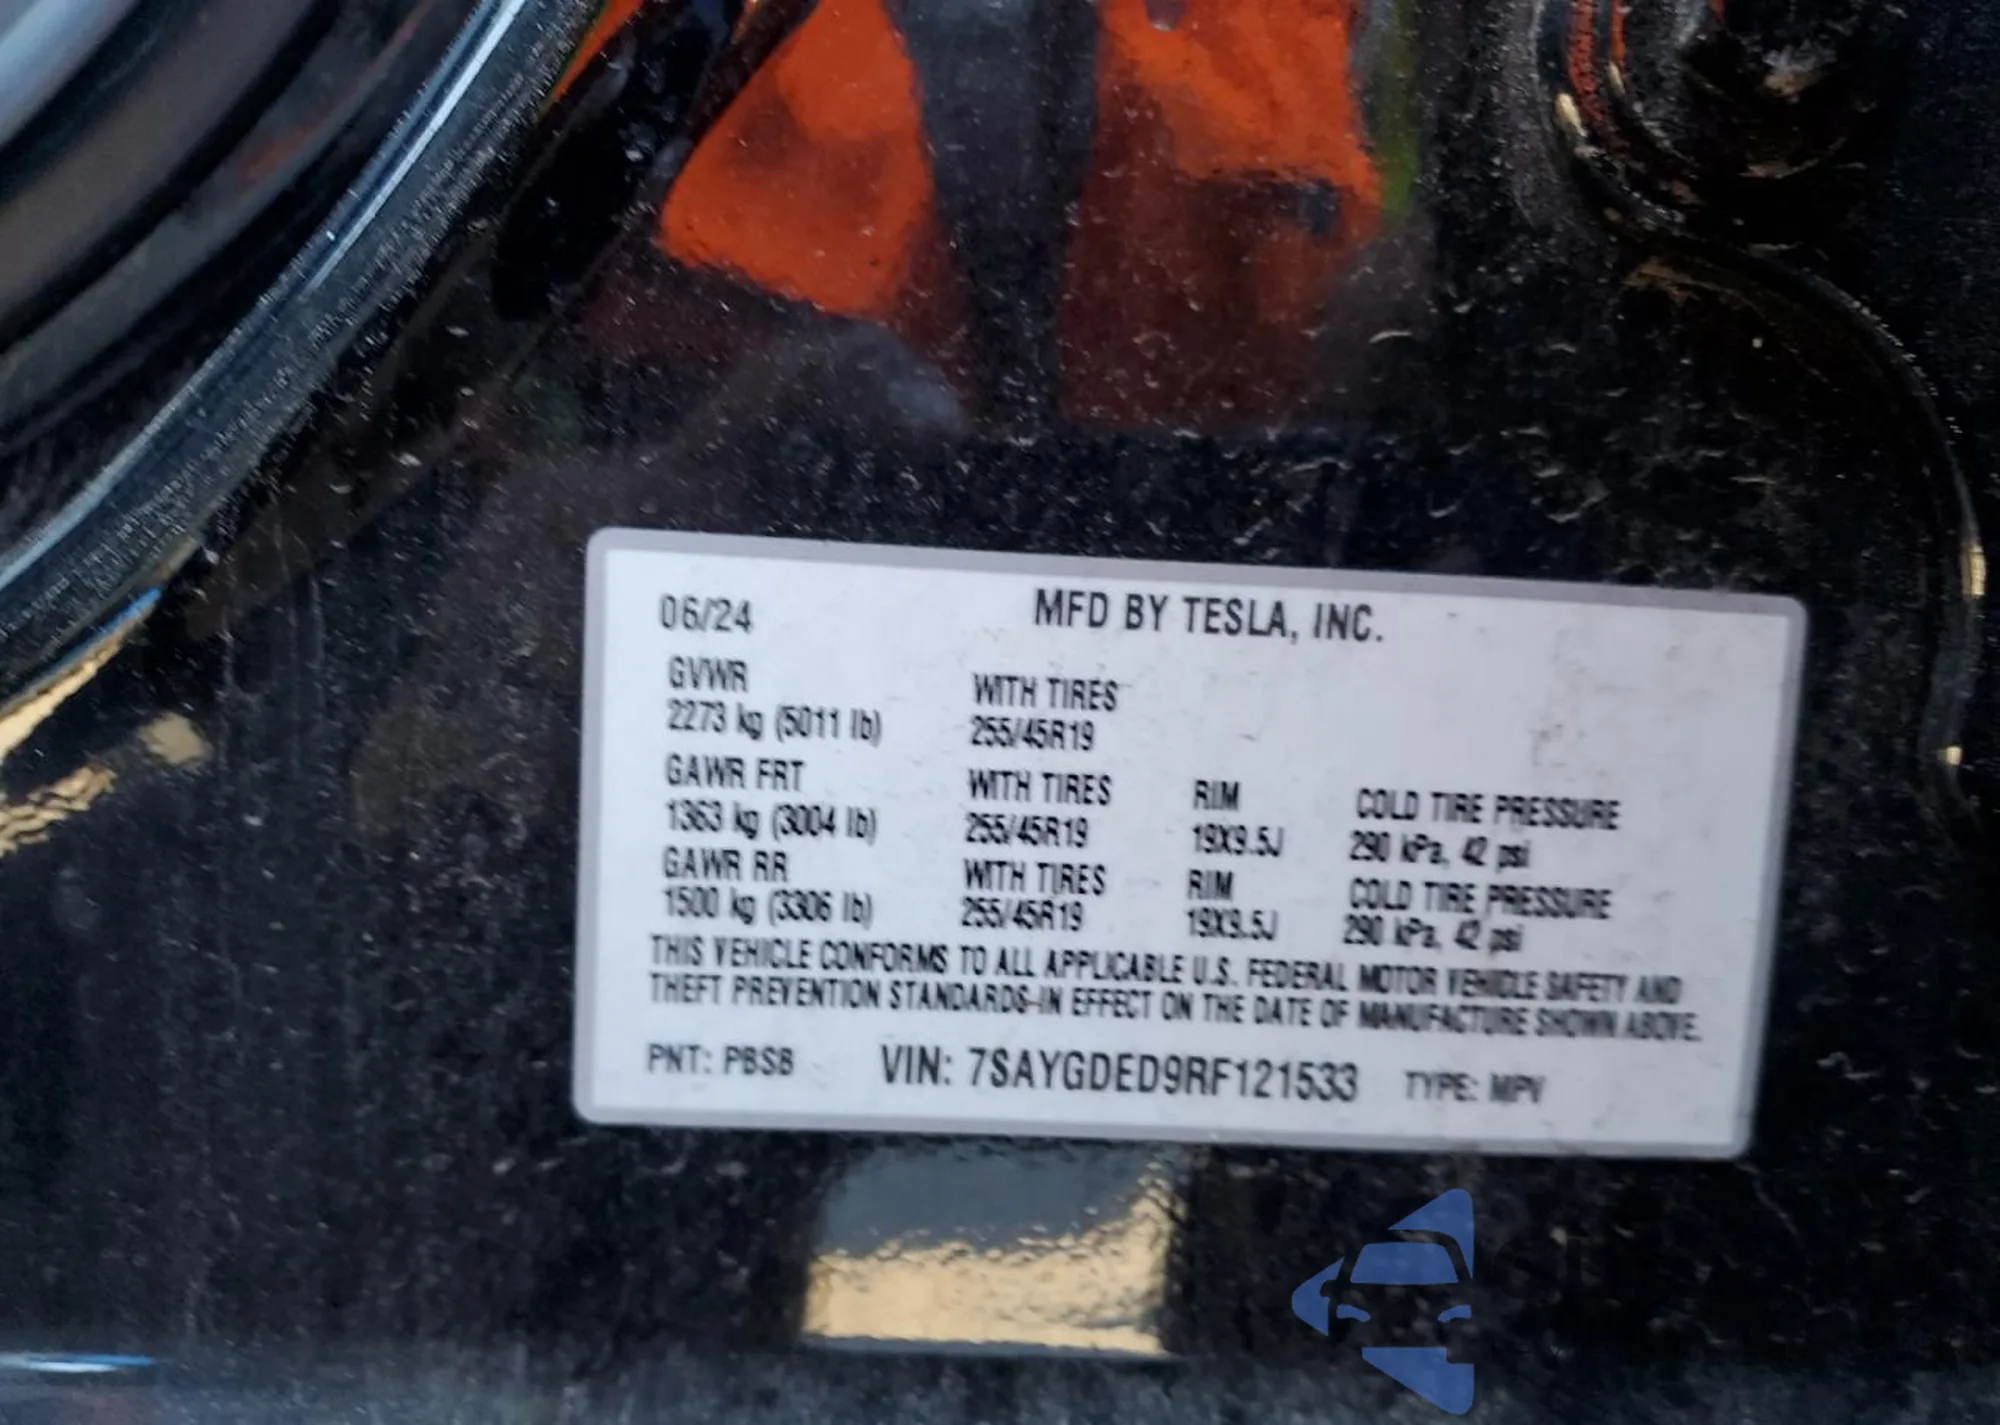 06/24 MFD BY TESLA, INC.
GVWR WITH TIRES
2273 kg (5011 lb) 255/45R19
GAWR FRT WITH TIRES RIM COLD TIRE PRESSURE
1363 kg (3004 lb) 255/45R19 19X9.5J 290 kPa, 42 psi
GAWR RR WITH TIRES RIM COLD TIRE PRESSURE
1500 kg (3306 lb) 255/45R19 19X9.5J 290 kPa, 42 psi
THIS VEHICLE CONFORMS TO ALL APPLICABLE U.S. FEDERAL MOTOR VEHICLE SAFETY AND
THEFT PREVENTION STANDARDS IN EFFECT ON THE DATE OF MANUFACTURE SHOWN ABOVE.
PNT: PBSB VIN: 7SAYGDED9RF121533 TYPE: MPV